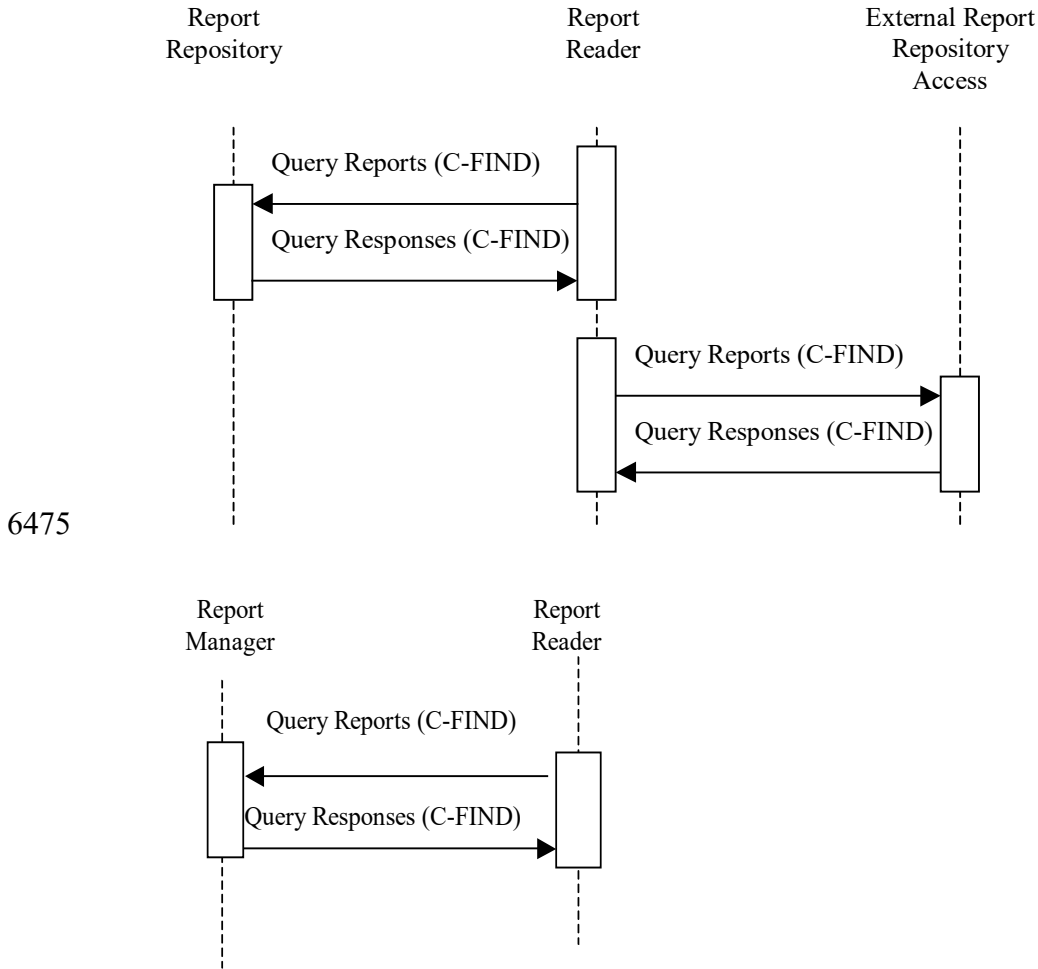 Report
Repository
Report
Reader
External Report
Repository
Access
Query Reports (C-FIND)
Query Responses (C-FIND)
Query Reports (C-FIND)
Query Responses (C-FIND)
6475
Report
Manager
Report
Reader
Query Reports (C-FIND)
Query Responses (C-FIND)